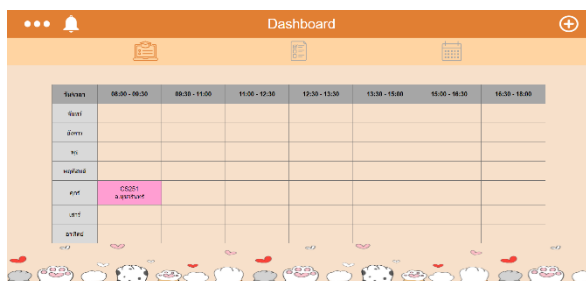 Dashboard
วัน/เวลา 08:00 - 09:30 09:30 - 11:00 11:00 - 12:30 12:30 - 13:30 13:30 - 15:00 15:00 - 16:30 16:30 - 18:00
จันทร์
อังคาร
พุธ
พฤหัสบดี
ศุกร์
CS251
เสาร์
อาทิตย์